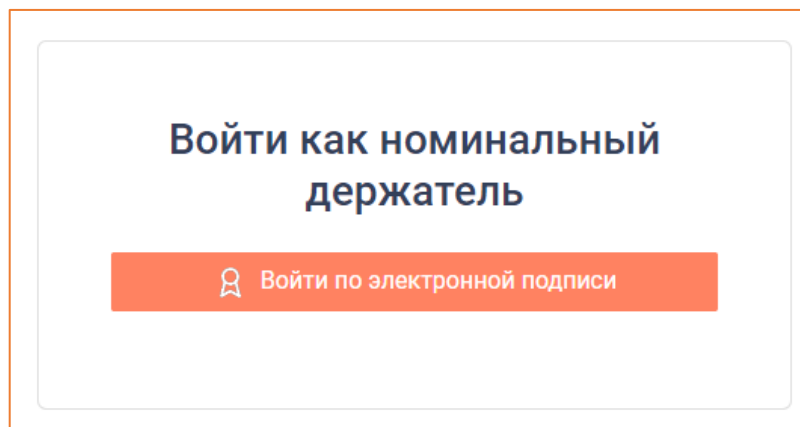 Войти как номинальный
держатель
Войти по электронной подписи